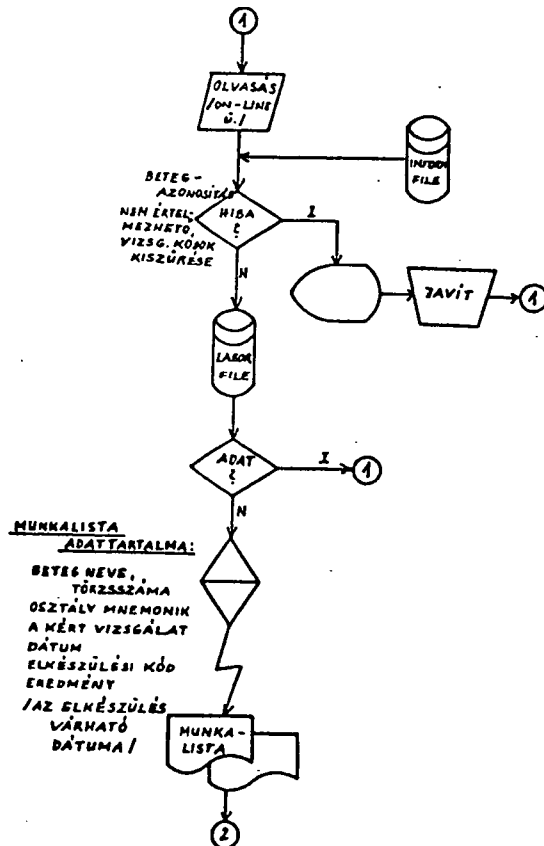 1
OLVASÁS
/ON-LINE
Ü./
FILE
BETEG-
AZONOSÍTÁS
NEM ÉRTEL-
MEZHETŐ,
VIZSG. KÓDOK
KISZŰRÉSE
HIBA
?
I
N
JAVÍT
1
LABOR
FILE
ADAT
?
I
1
N
MUNKALISTA
ADATTARTALMA:
BETEG NEVE,
TÖRZSSZÁMA
OSZTÁLY MNEMONIK
A KÉRT VIZSGÁLAT
DÁTUM
ELKÉSZÜLÉSI KÓD
EREDMÉNY
/AZ ELKÉSZÜLÉS
VÁRHATÓ
DÁTUMA/
MUNKA-
LISTA
2